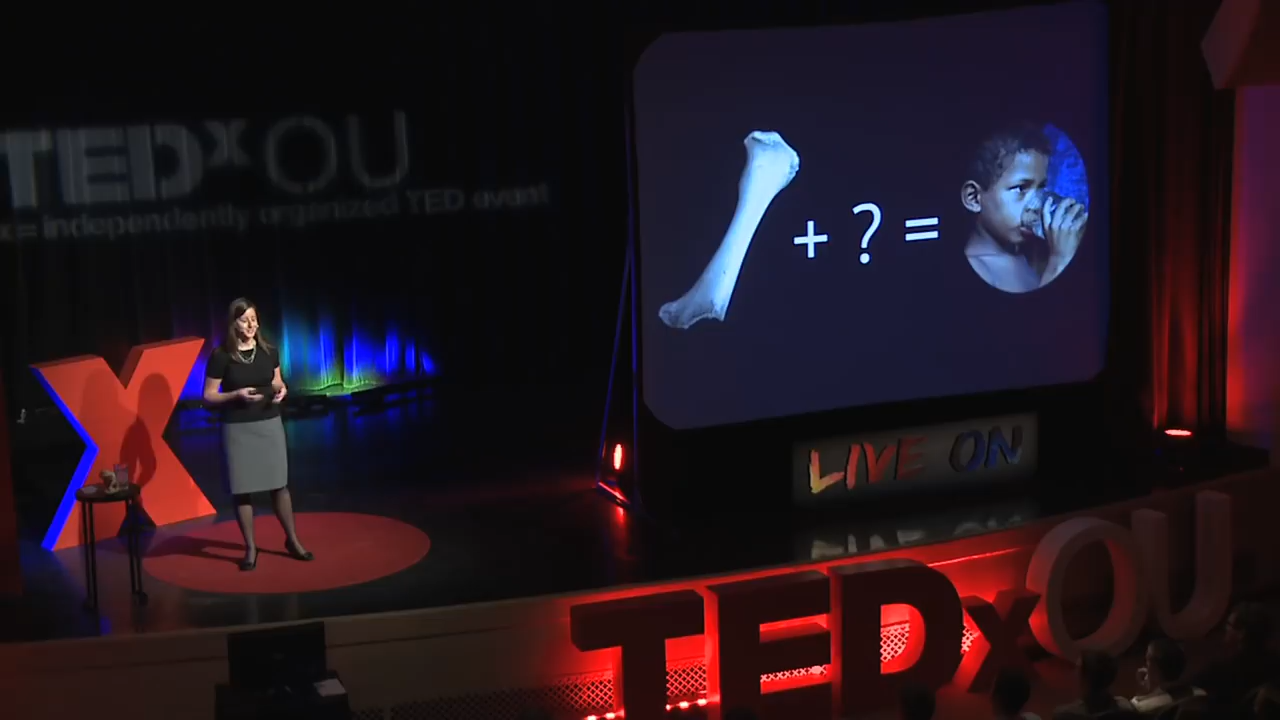 TEDxOU
x = independently organized TED event
+ ? =
X
LIVE ON
TEDxOU